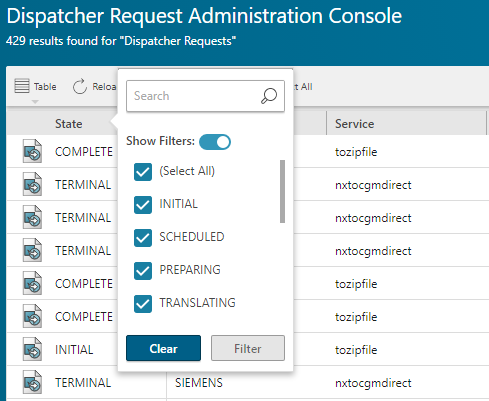 Dispatcher Request Administration Console
429 results found for "Dispatcher Requests"
Table
Reloa
t All
Search
State
Service
Show Filters:
(Select All)
INITIAL
SCHEDULED
PREPARING
TRANSLATING
Clear
Filter
COMPLETE tozipfile
TERMINAL nxtocgmdirect
TERMINAL nxtocgmdirect
TERMINAL nxtocgmdirect
COMPLETE tozipfile
COMPLETE tozipfile
INITIAL tozipfile
TERMINAL SIEMENS nxtocgmdirect